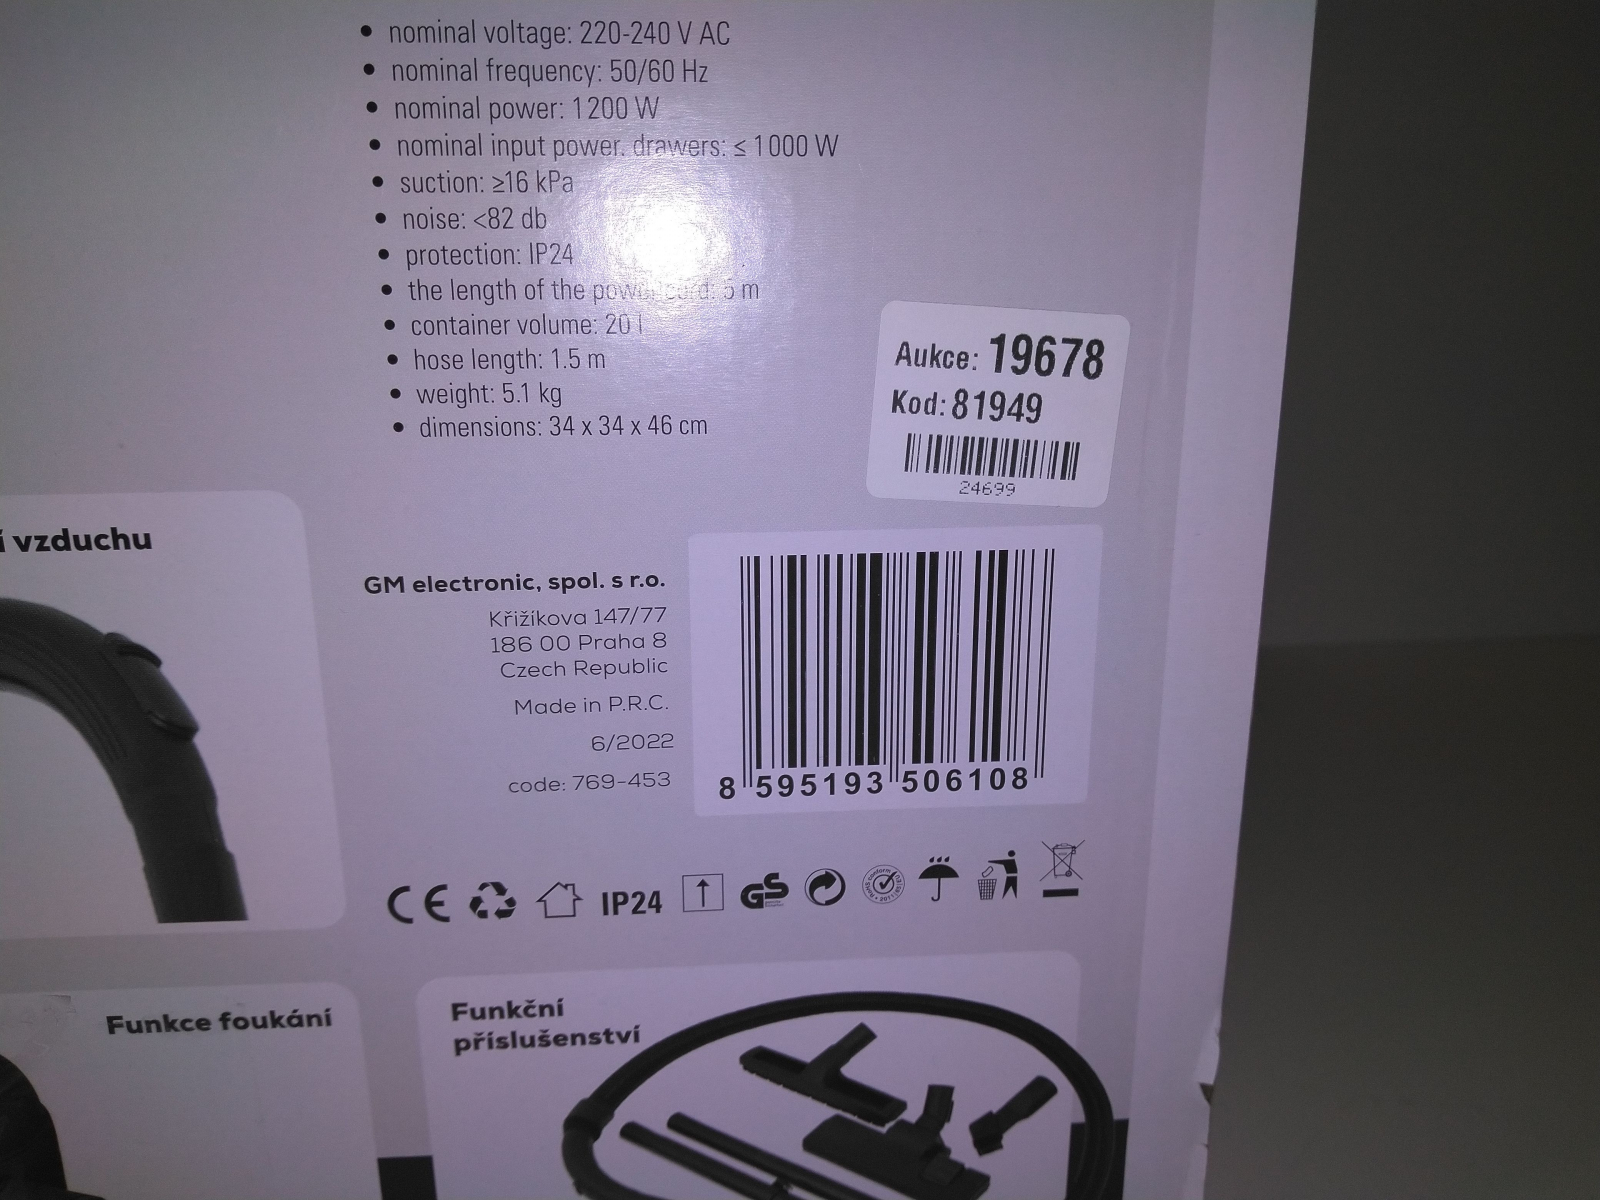 • nominal voltage: 220-240 V AC
• nominal frequency: 50/60 Hz
• nominal power: 1200 W
• nominal input power. drawers: ≤ 1000 W
• suction: ≥16 kPa
• noise: <82 db
• protection: IP24
• the length of the power cord: 5 m
• container volume: 20 l
• hose length: 1.5 m
• weight: 5.1 kg
• dimensions: 34 x 34 x 46 cm
Aukce: 19678
Kod: 81949
24699
í vzduchu
GM electronic, spol. s r.o.
Křižíkova 147/77
186 00 Praha 8
Czech Republic
Made in P.R.C.
6/2022
code: 769-453
8 595193 506108
CE IP24 GS
Funkce foukání
Funkční
příslušenství